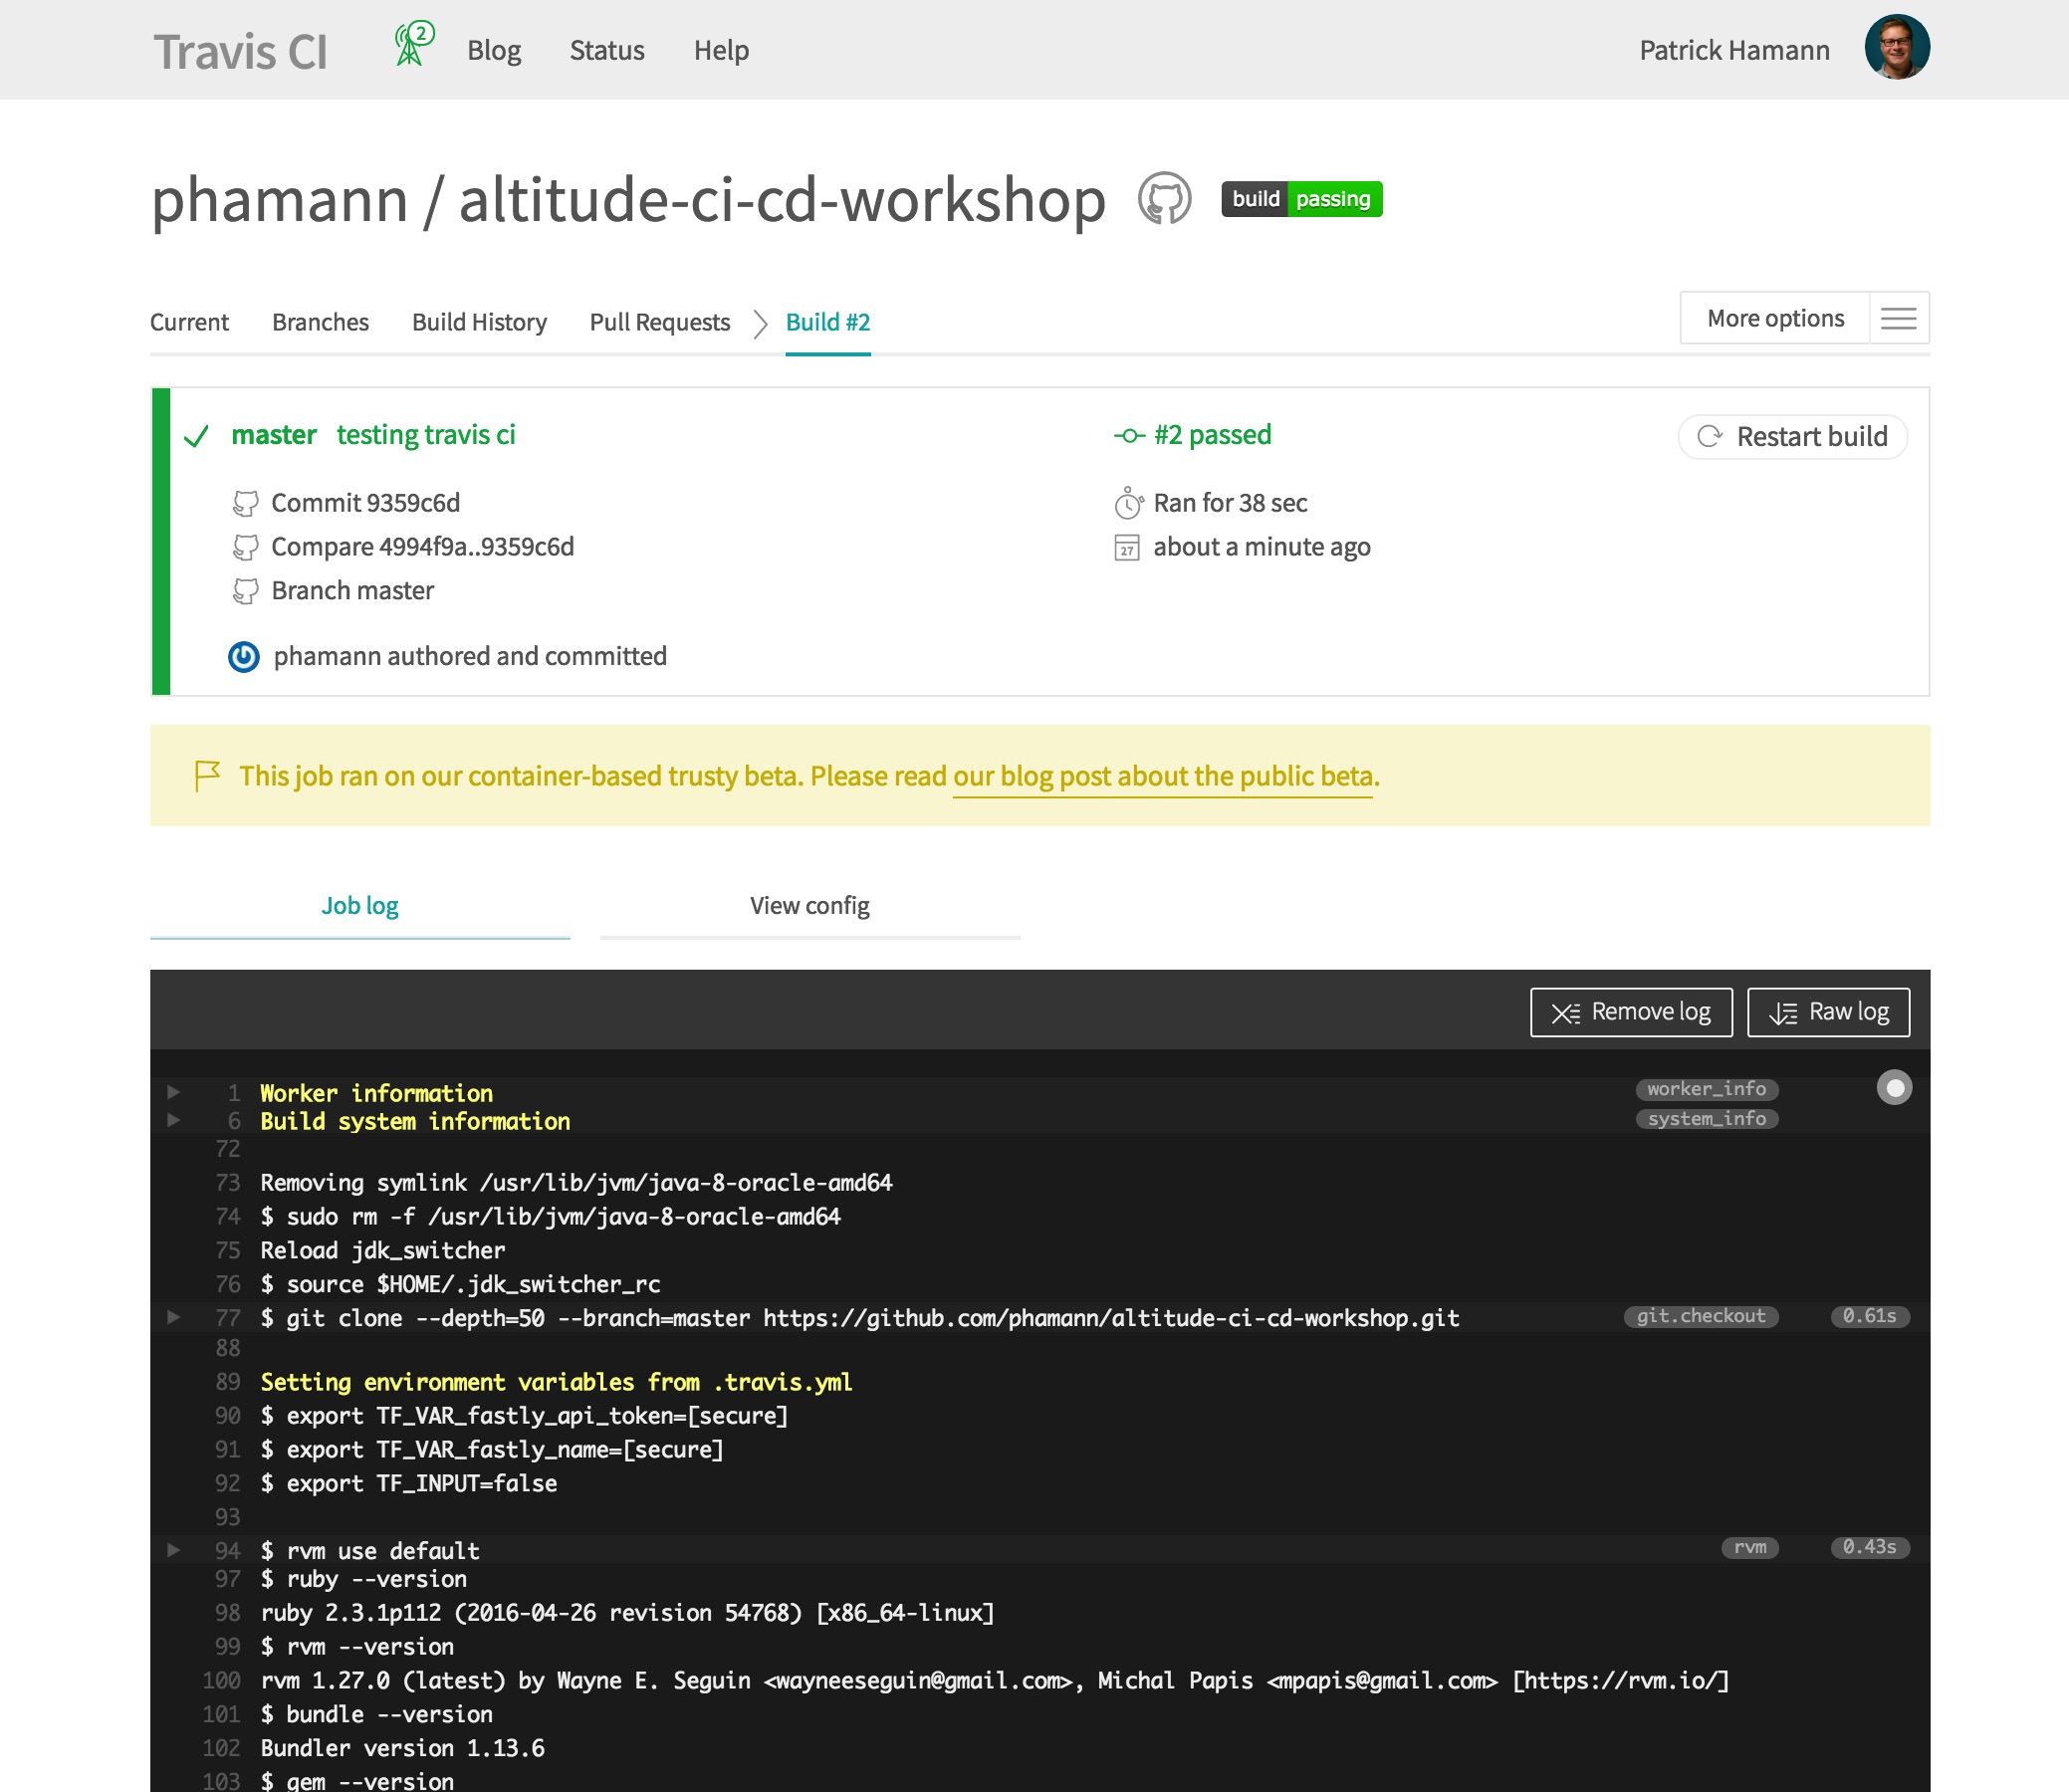 Travis CI 2 Blog Status Help Patrick Hamann
phamann / altitude-ci-cd-workshop build passing
Current Branches Build History Pull Requests Build #2 More options
master testing travis ci #2 passed Restart build
Commit 9359c6d Ran for 38 sec
Compare 4994f9a..9359c6d 27 about a minute ago
Branch master
phamann authored and committed
This job ran on our container-based trusty beta. Please read our blog post about the public beta.
Job log View config
Remove log Raw log
1 Worker information worker_info
6 Build system information system_info
72
73 Removing symlink /usr/lib/jvm/java-8-oracle-amd64
74 $ sudo rm -f /usr/lib/jvm/java-8-oracle-amd64
75 Reload jdk_switcher
76 $ source $HOME/.jdk_switcher_rc
77 $ git clone --depth=50 --branch=master https://github.com/phamann/altitude-ci-cd-workshop.git git.checkout 0.61s
88
89 Setting environment variables from .travis.yml
90 $ export TF_VAR_fastly_api_token=[secure]
91 $ export TF_VAR_fastly_name=[secure]
92 $ export TF_INPUT=false
93
94 $ rvm use default rvm 0.43s
97 $ ruby --version
98 ruby 2.3.1p112 (2016-04-26 revision 54768) [x86_64-linux]
99 $ rvm --version
100 rvm 1.27.0 (latest) by Wayne E. Seguin <wayneeseguin@gmail.com>, Michal Papis <mpapis@gmail.com> [https://rvm.io/]
101 $ bundle --version
102 Bundler version 1.13.6
103 $ gem --version